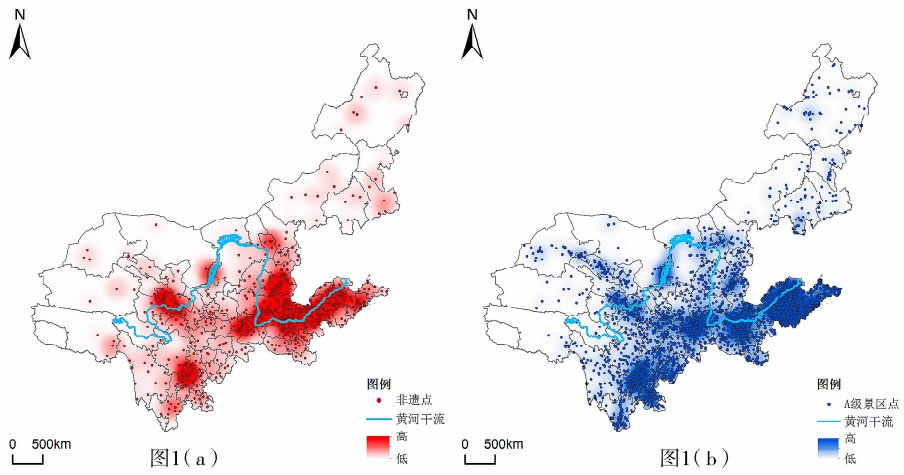 N
图例
非遗点
黄河干流
高
低
0 500km
图1(a)
N
图例
A级景区点
黄河干流
高
低
0 500km
图1(b)